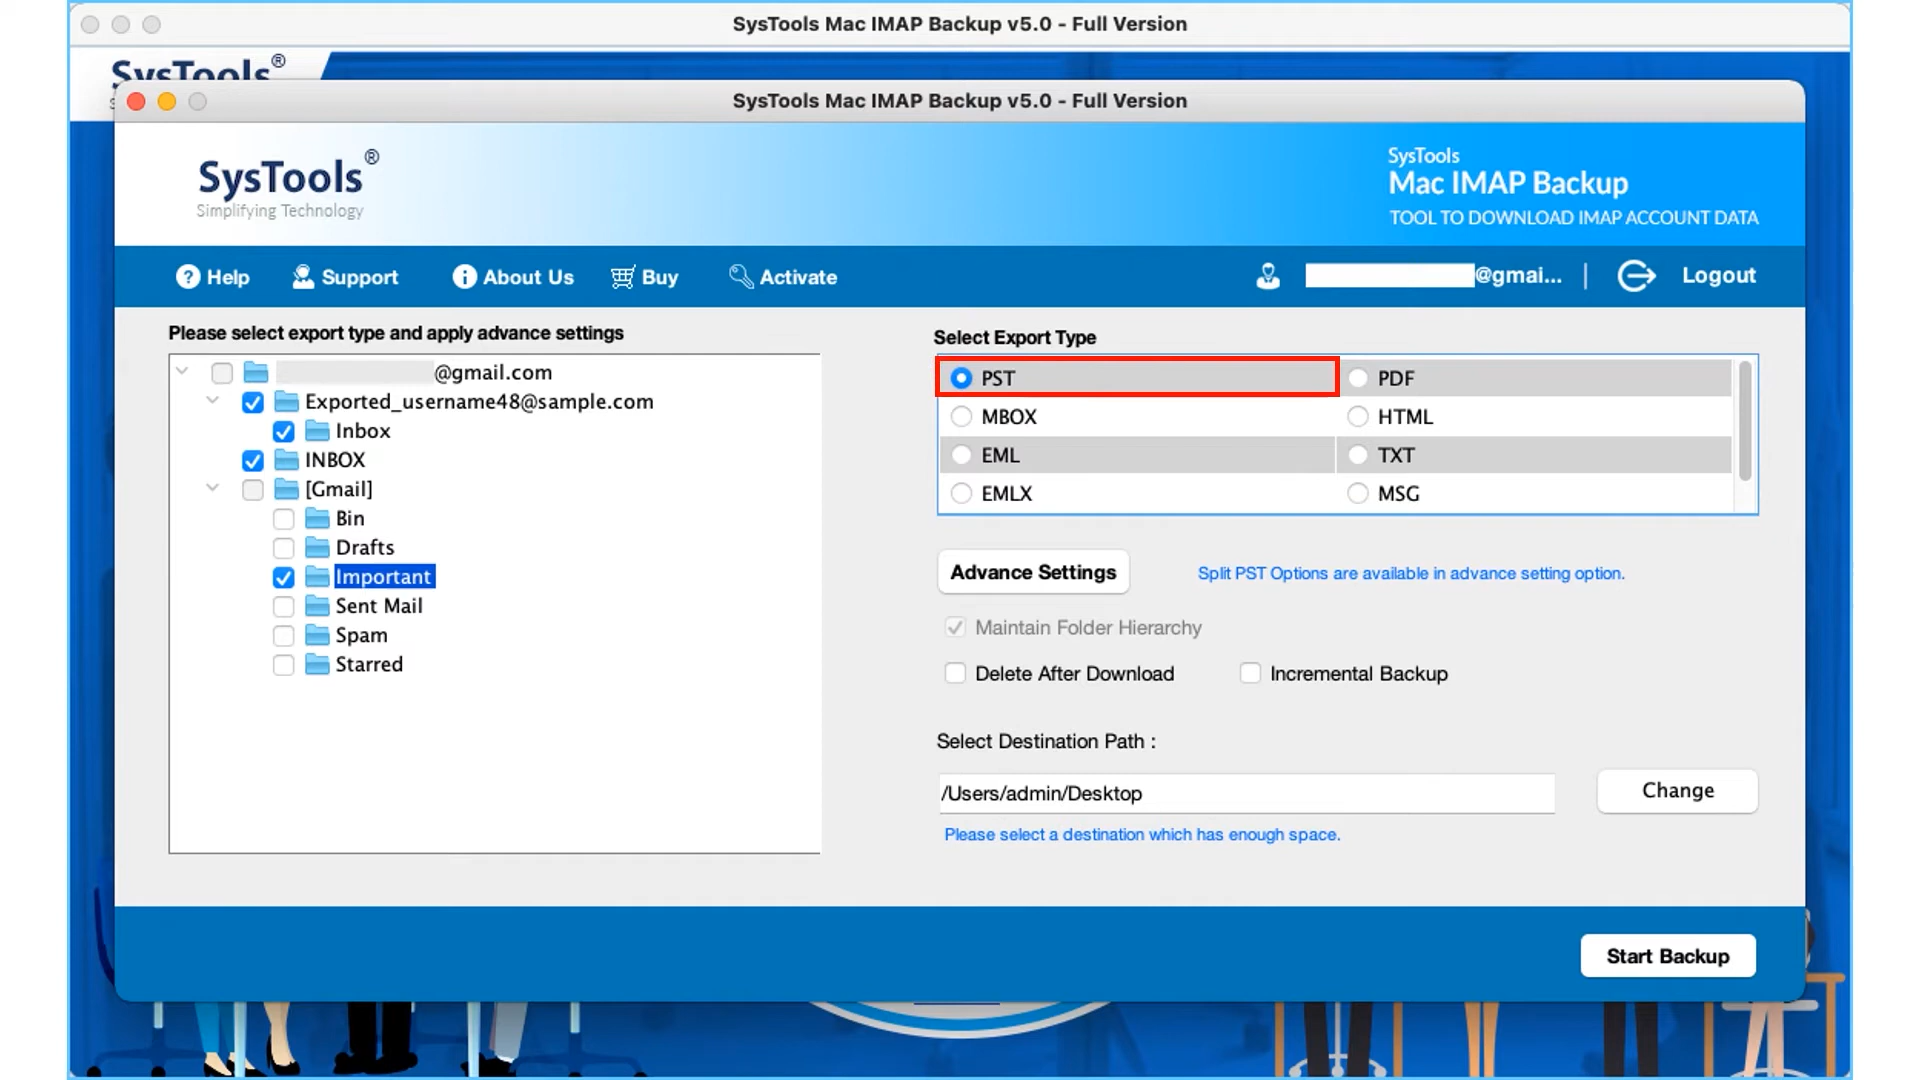 SysTools Mac IMAP Backup v5.0 - Full Version
SysTools®
SysTools Mac IMAP Backup v5.0 - Full Version
SysTools®
Simplifying Technology
SysTools
Mac IMAP Backup
TOOL TO DOWNLOAD IMAP ACCOUNT DATA
Help
Support
About Us
Buy
Activate
@gmai...
Logout
Please select export type and apply advance settings
@gmail.com
Exported_username48@sample.com
Inbox
INBOX
[Gmail]
Bin
Drafts
Important
Sent Mail
Spam
Starred
Select Export Type
PST
PDF
MBOX
HTML
EML
TXT
EMLX
MSG
Advance Settings
Split PST Options are available in advance setting option.
Maintain Folder Hierarchy
Delete After Download
Incremental Backup
Select Destination Path :
/Users/admin/Desktop
Change
Please select a destination which has enough space.
Start Backup